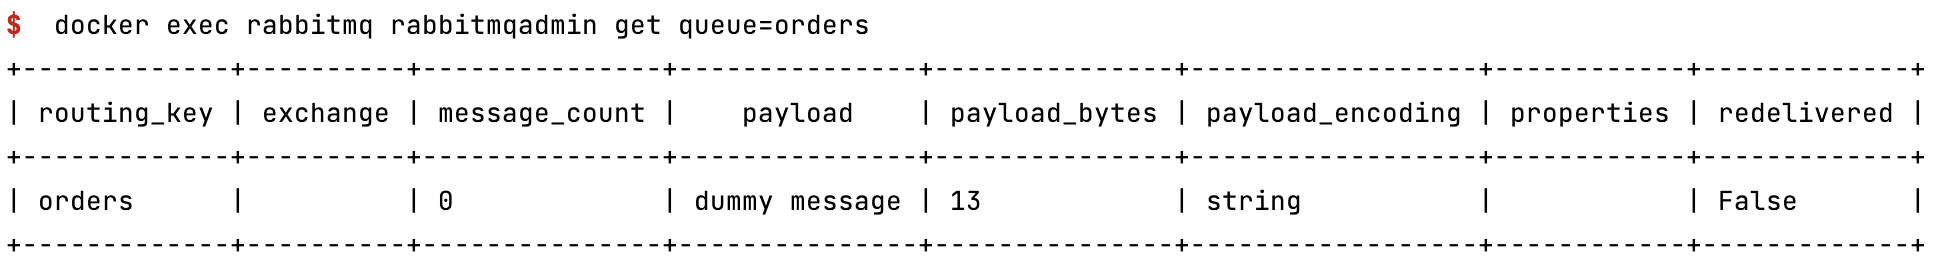 $  docker exec rabbitmq rabbitmqadmin get queue=orders
+-------------+----------+---------------+---------------+---------------+------------------+------------+-------------+
| routing_key | exchange | message_count |    payload    | payload_bytes | payload_encoding | properties | redelivered |
+-------------+----------+---------------+---------------+---------------+------------------+------------+-------------+
| orders      |          | 0             | dummy message | 13            | string           |            | False       |
+-------------+----------+---------------+---------------+---------------+------------------+------------+-------------+